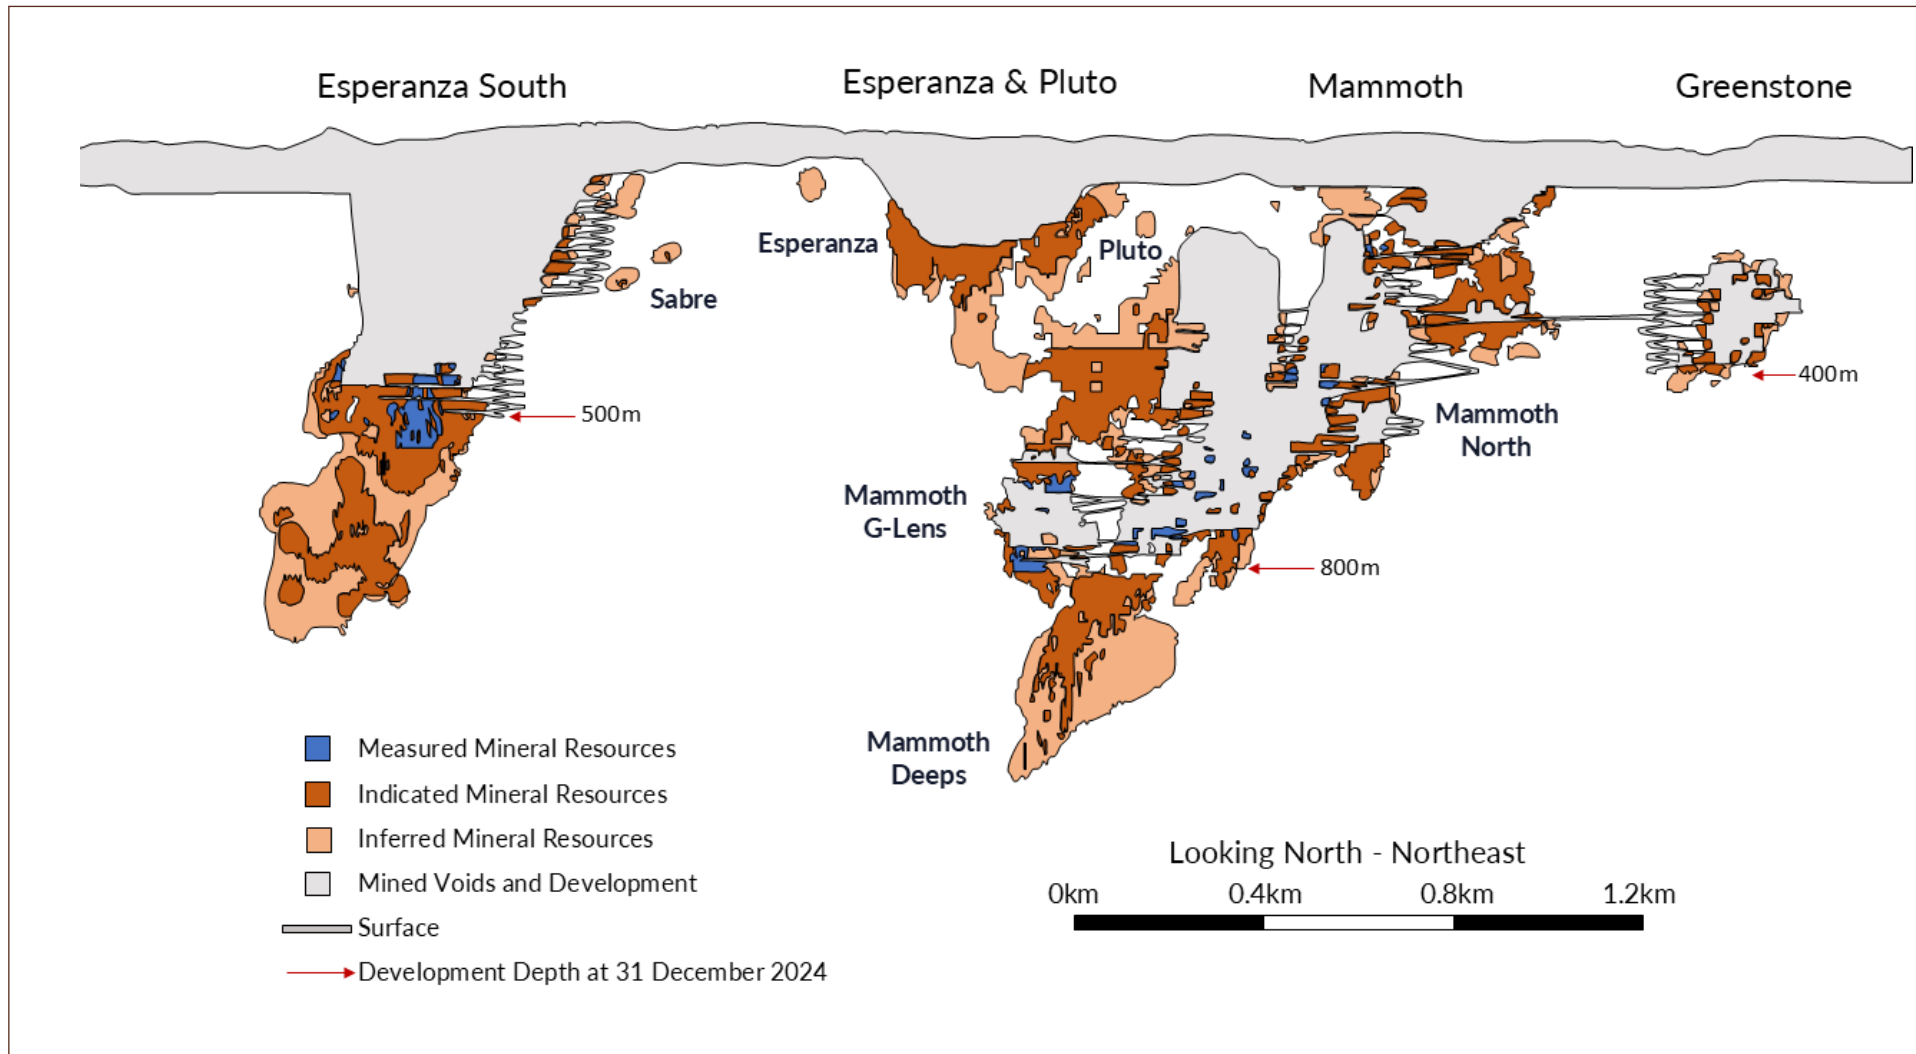 Esperanza South
Esperanza & Pluto
Mammoth
Greenstone
Esperanza
Pluto
Sabre
400m
500m
Mammoth
North
Mammoth
G-Lens
800m
Mammoth
Deeps
Measured Mineral Resources
Indicated Mineral Resources
Inferred Mineral Resources
Mined Voids and Development
Surface
Development Depth at 31 December 2024
Looking North - Northeast
0km 0.4km 0.8km 1.2km